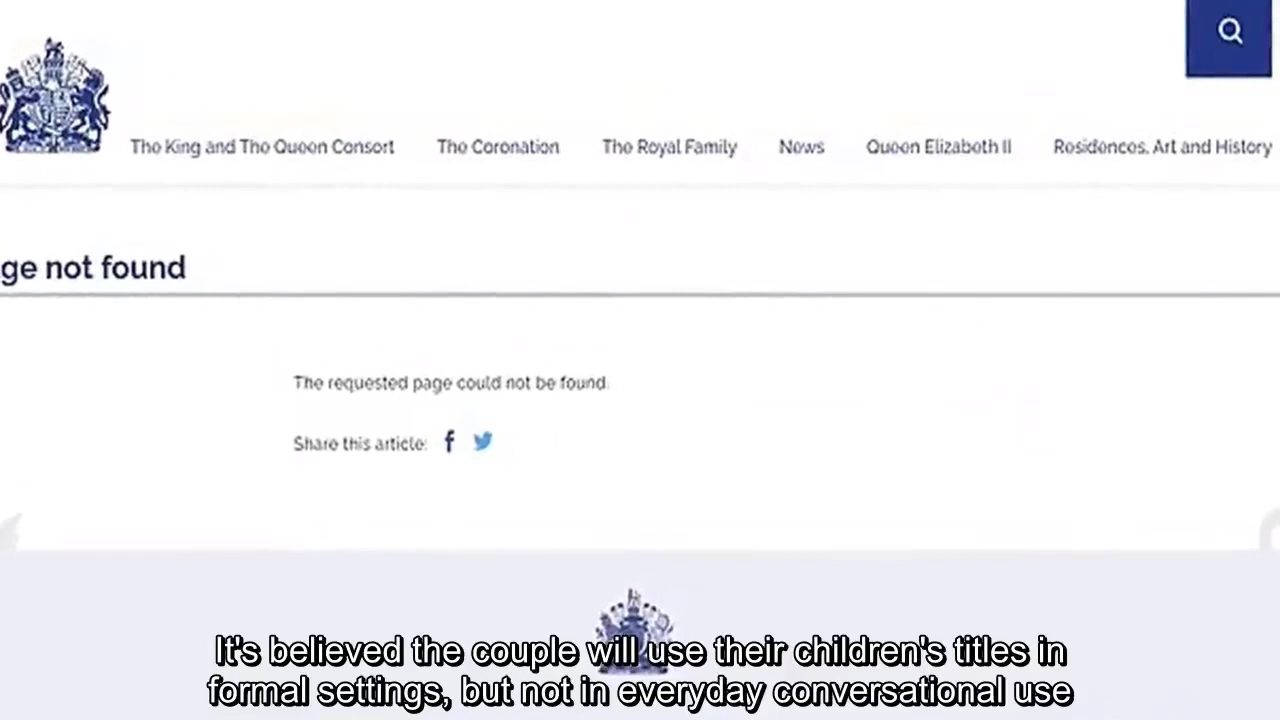 The King and The Queen Consort The Coronation The Royal Family News Queen Elizabeth II Residences, Art and History
ge not found
The requested page could not be found.
Share this article:
It's believed the couple will use their children's titles in
formal settings, but not in everyday conversational use